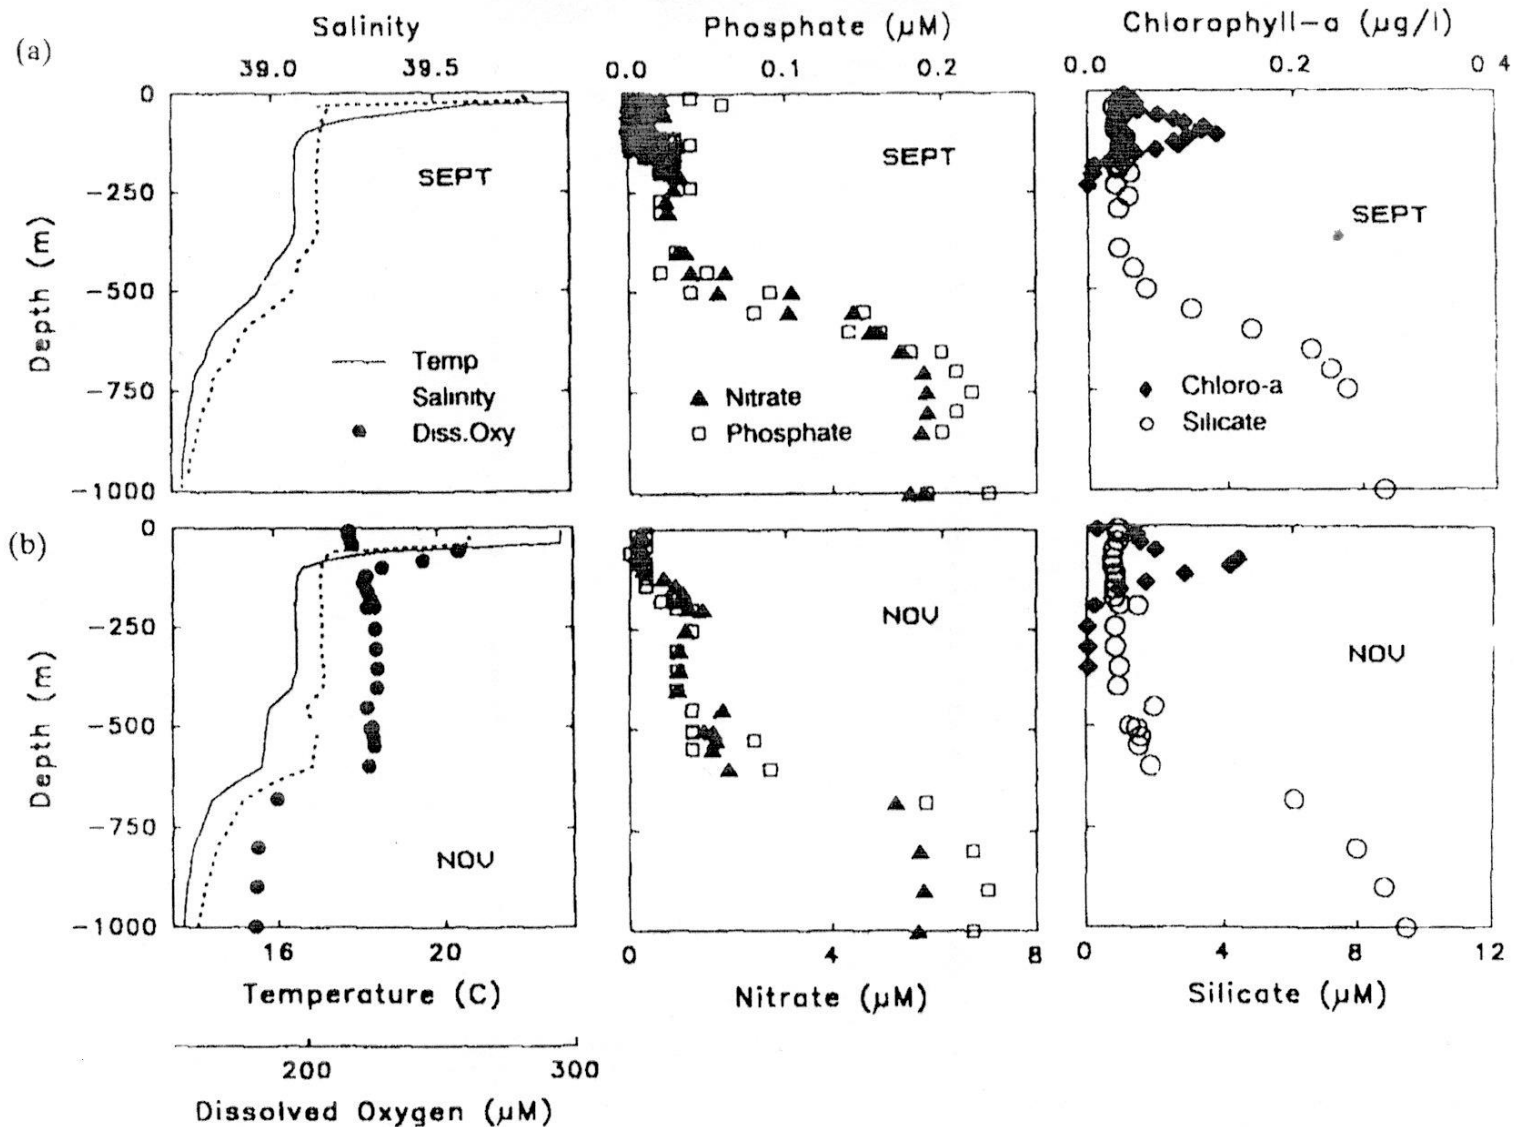 (a)
Salinity
39.0 39.5
Phosphate (μM)
0.0 0.1 0.2
Chlorophyll-a (μg/l)
0.0 0.2 0 4
Depth (m)
0
-250
-500
-750
-1000
SEPT
Temp
Salinity
Diss.Oxy
SEPT
Nitrate
Phosphate
SEPT
Chloro-a
Silicate
(b)
Depth (m)
0
-250
-500
-750
-1000
NOV
NOV
NOV
16 20
Temperature (C)
0 4 8
Nitrate (μM)
0 4 8 12
Silicate (μM)
200 300
Dissolved Oxygen (μM)